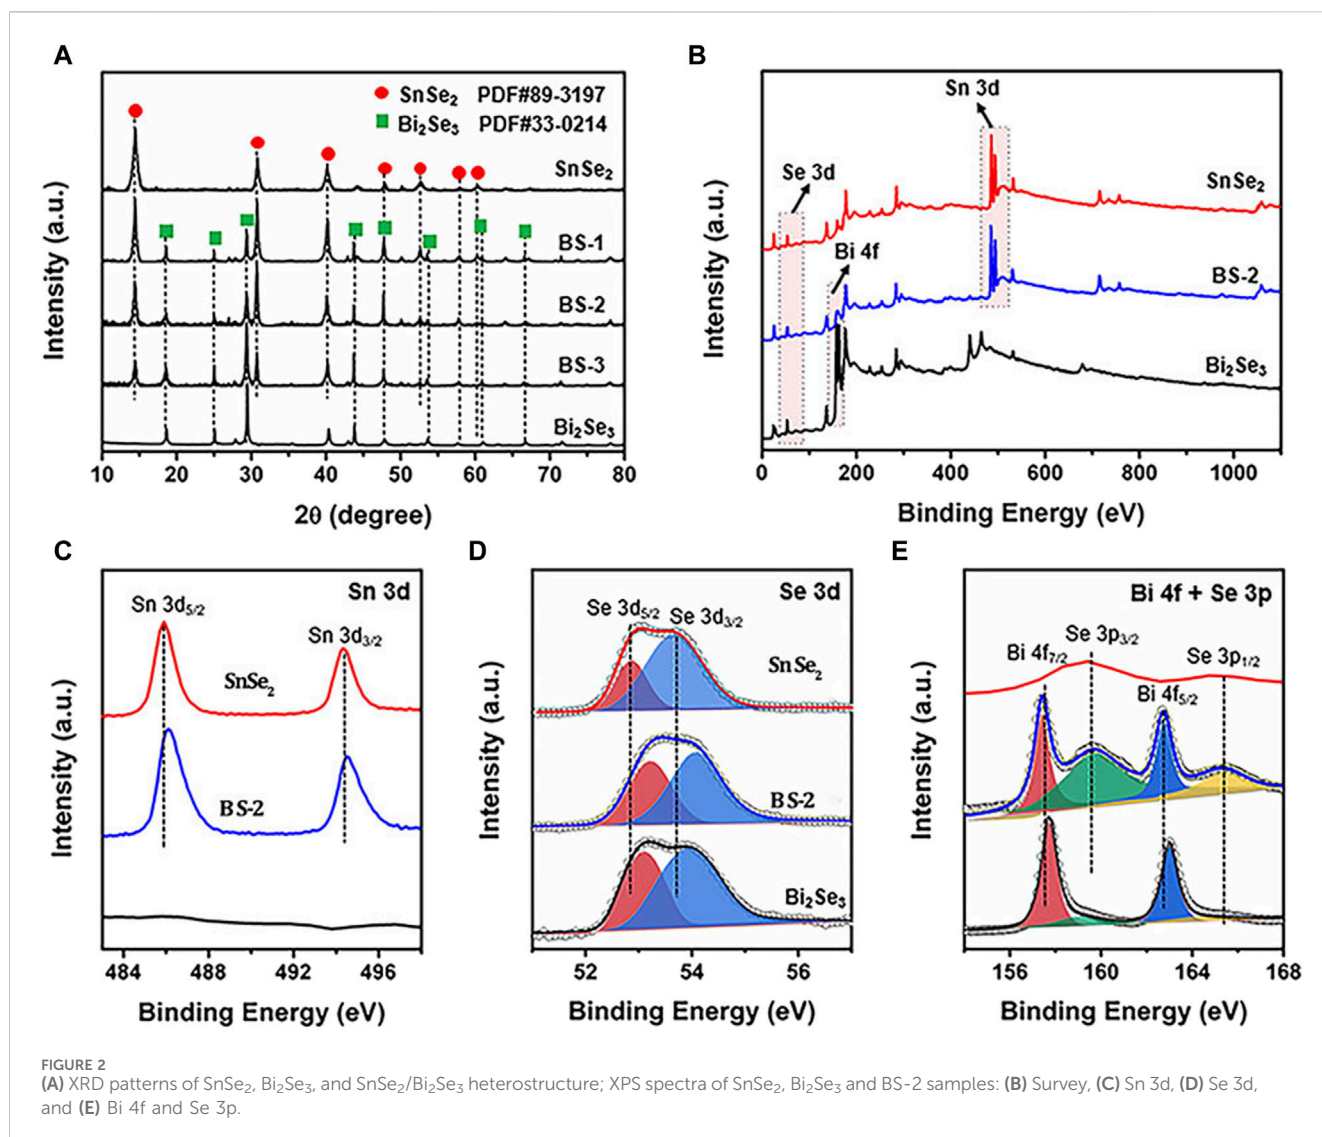 A
SnSe₂ PDF#89-3197
Bi₂Se₃ PDF#33-0214
SnSe₂
BS-1
BS-2
BS-3
Bi₂Se₃
Intensity (a.u.)
10 20 30 40 50 60 70 80
2θ (degree)
B
Sn 3d
Se 3d
SnSe₂
Bi 4f
BS-2
Bi₂Se₃
Intensity (a.u.)
0 200 400 600 800 1000
Binding Energy (eV)
C
Sn 3d
Sn 3d₅/₂
Sn 3d₃/₂
SnSe₂
BS-2
Intensity (a.u.)
484 488 492 496
Binding Energy (eV)
D
Se 3d
Se 3d₅/₂ Se 3d₃/₂
SnSe₂
BS-2
Bi₂Se₃
Intensity (a.u.)
52 54 56
Binding Energy (eV)
E
Bi 4f + Se 3p
Se 3p₃/₂
Bi 4f₇/₂
Se 3p₁/₂
Bi 4f₅/₂
Intensity (a.u.)
156 160 164 168
Binding Energy (eV)
FIGURE 2
(A) XRD patterns of SnSe₂, Bi₂Se₃, and SnSe₂/Bi₂Se₃ heterostructure; XPS spectra of SnSe₂, Bi₂Se₃ and BS-2 samples: (B) Survey, (C) Sn 3d, (D) Se 3d,
and (E) Bi 4f and Se 3p.